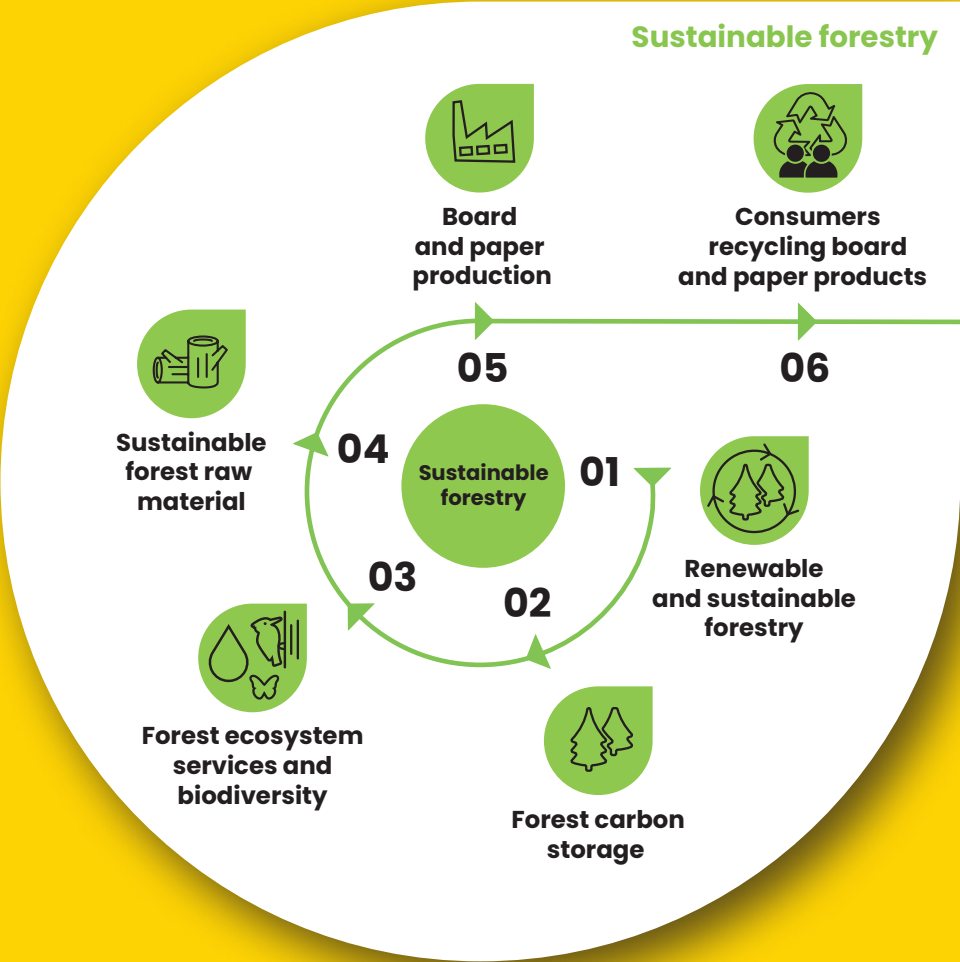 Sustainable forestry
Board
and paper
production
05
Consumers
recycling board
and paper products
06
Sustainable
forest raw
material
04
Sustainable
forestry
01
Renewable
and sustainable
forestry
03
02
Forest ecosystem
services and
biodiversity
Forest carbon
storage